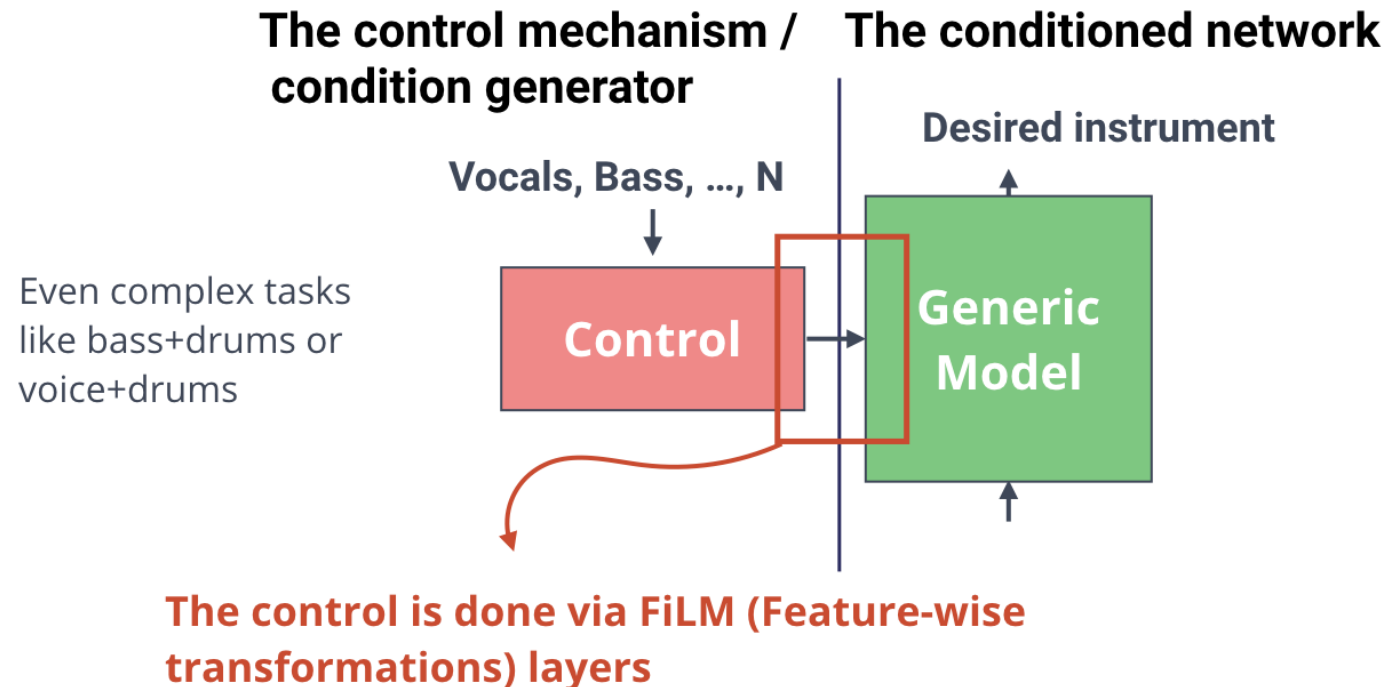 The control mechanism /
condition generator
The conditioned network
Desired instrument
Vocals, Bass, ..., N
Even complex tasks
like bass+drums or
voice+drums
Control
Generic
Model
The control is done via FiLM (Feature-wise
transformations) layers